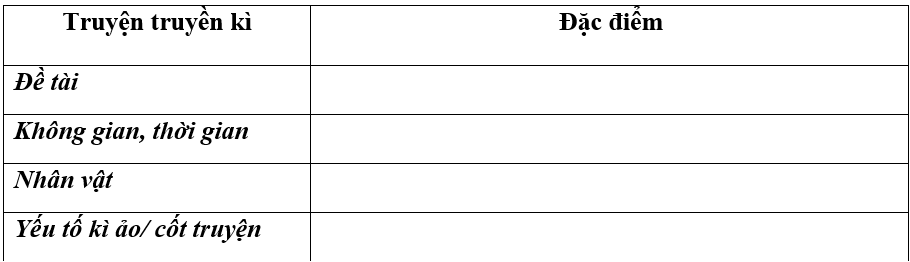 Truyện truyền kì
Đặc điểm
Đề tài
Không gian, thời gian
Nhân vật
Yếu tố kì ảo/ cốt truyện